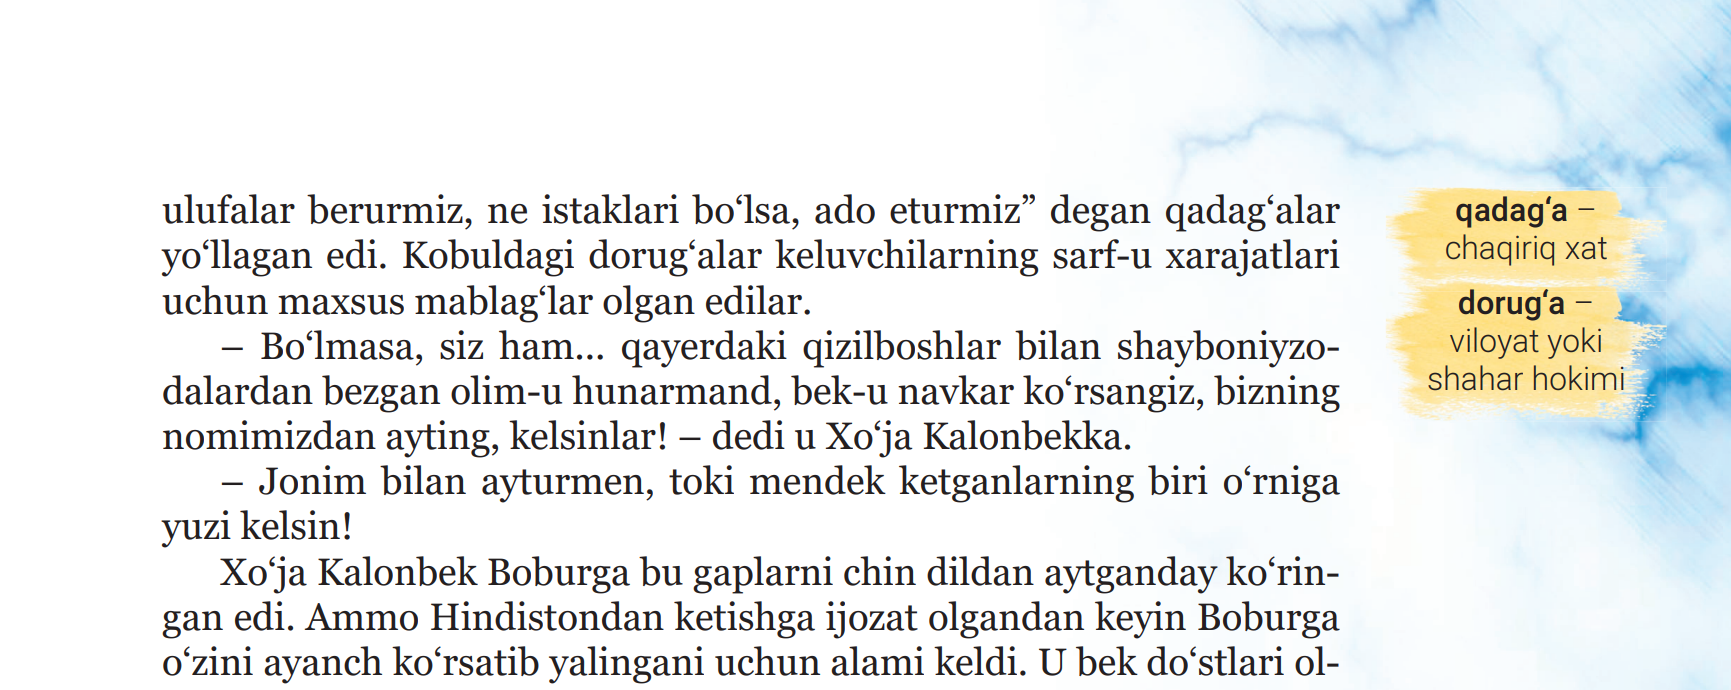 ulufalar berurmiz, ne istaklari bo‘lsa, ado eturmiz” degan qadag‘alar
yo‘llagan edi. Kobuldagi dorug‘alar keluvchilarning sarf-u xarajatlari
uchun maxsus mablag‘lar olgan edilar.
– Bo‘lmasa, siz ham... qayerdaki qizilboshlar bilan shayboniyzo-
dalardan bezgan olim-u hunarmand, bek-u navkar ko‘rsangiz, bizning
nomimizdan ayting, kelsinlar! – dedi u Xo‘ja Kalonbekka.
– Jonim bilan ayturmen, toki mendek ketganlarning biri o‘rniga
yuzi kelsin!
Xo‘ja Kalonbek Boburga bu gaplarni chin dildan aytganday ko‘rin-
gan edi. Ammo Hindistondan ketishga ijozat olgandan keyin Boburga
o‘zini ayanch ko‘rsatib yalingani uchun alami keldi. U bek do‘stlari ol-
qadag‘a –
chaqiriq xat
dorug‘a –
viloyat yoki
shahar hokimi